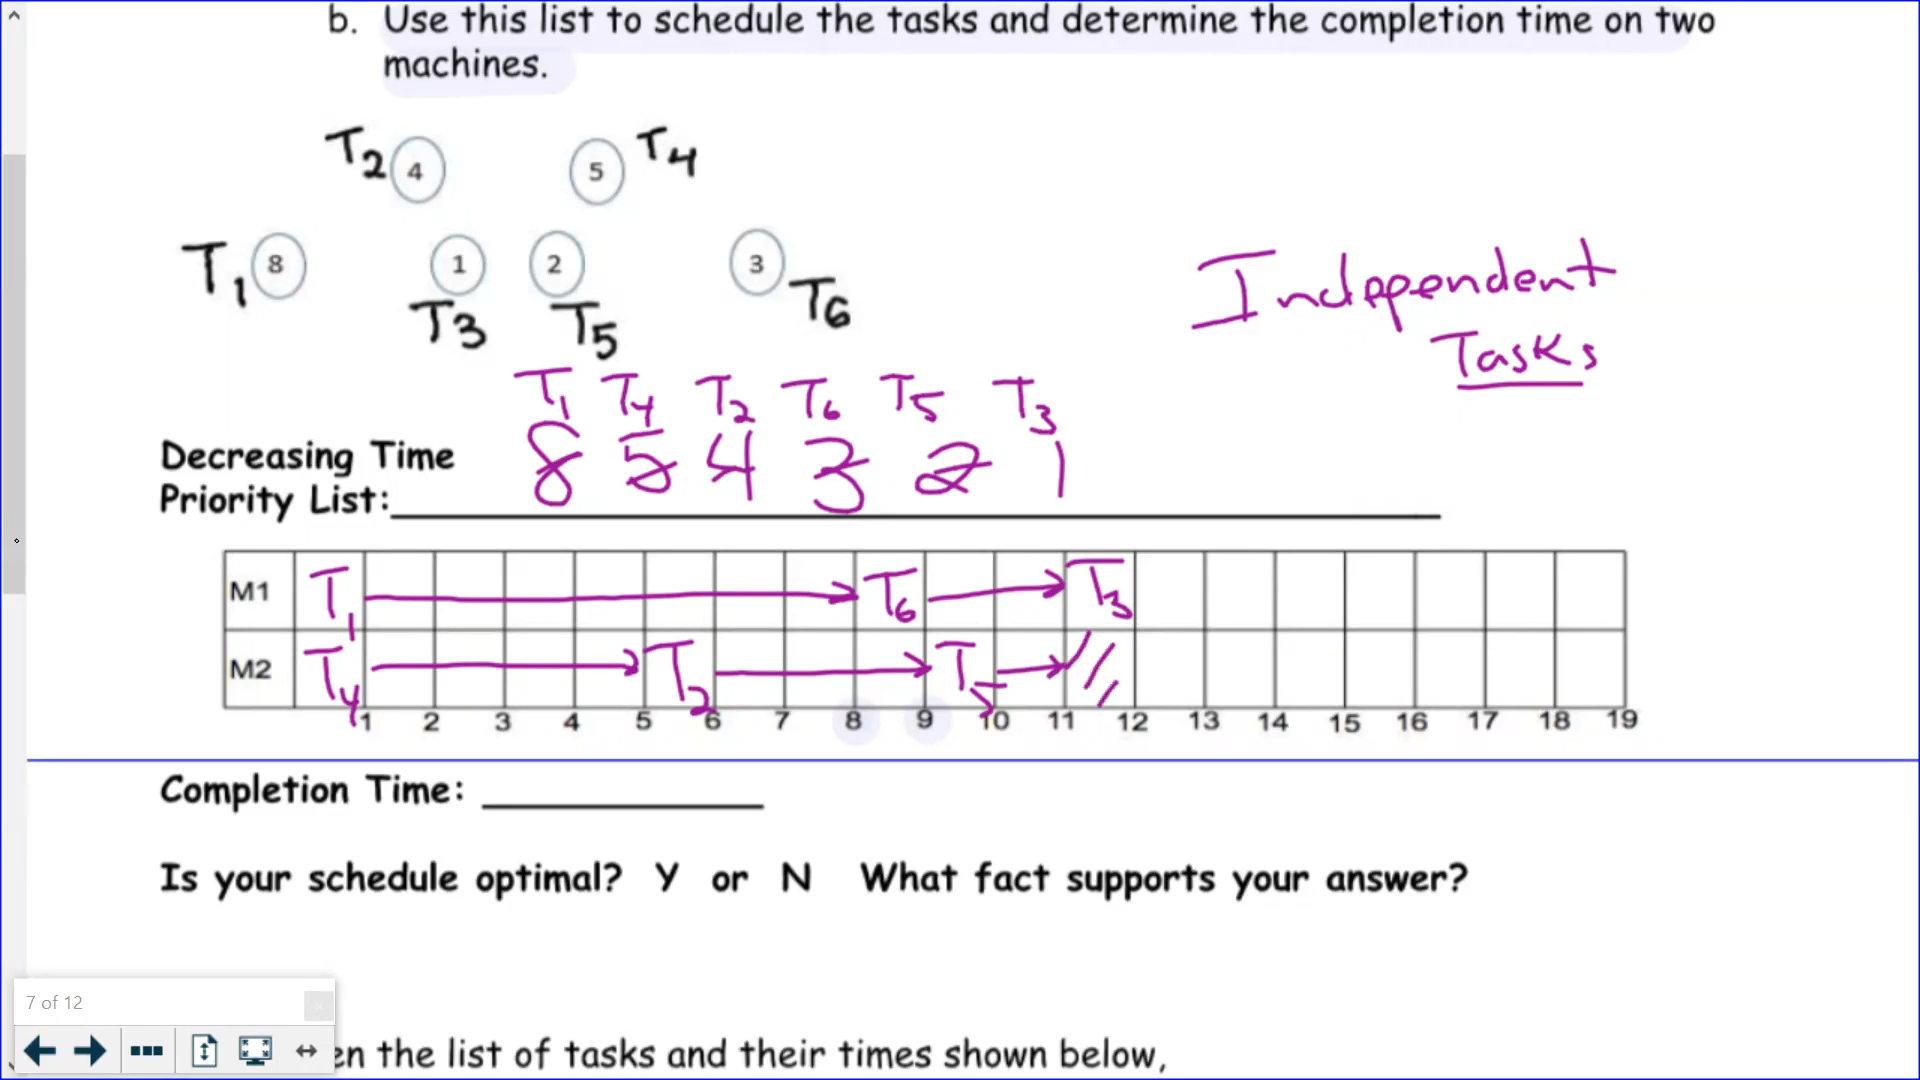 b. Use this list to schedule the tasks and determine the completion time on two
machines.
T2 4 5 T4
T1 8 1 2 3 T6
T3 T5
Independent
Tasks
T1 T4 T2 T6 T5 T3
Decreasing Time 8 5 4 3 2 1
Priority List:
M1 T1 T6 T3
M2 T4 T2 T5
1 2 3 4 5 6 7 8 9 10 11 12 13 14 15 16 17 18 19
Completion Time:
Is your schedule optimal? Y or N What fact supports your answer?
7 of 12
en the list of tasks and their times shown below,